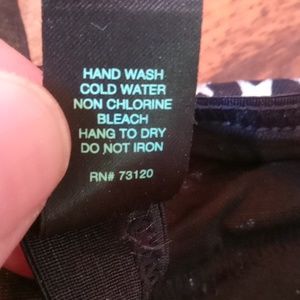 HAND WASH
COLD WATER
NON CHLORINE
BLEACH
HANG TO DRY
DO NOT IRON
RN# 73120